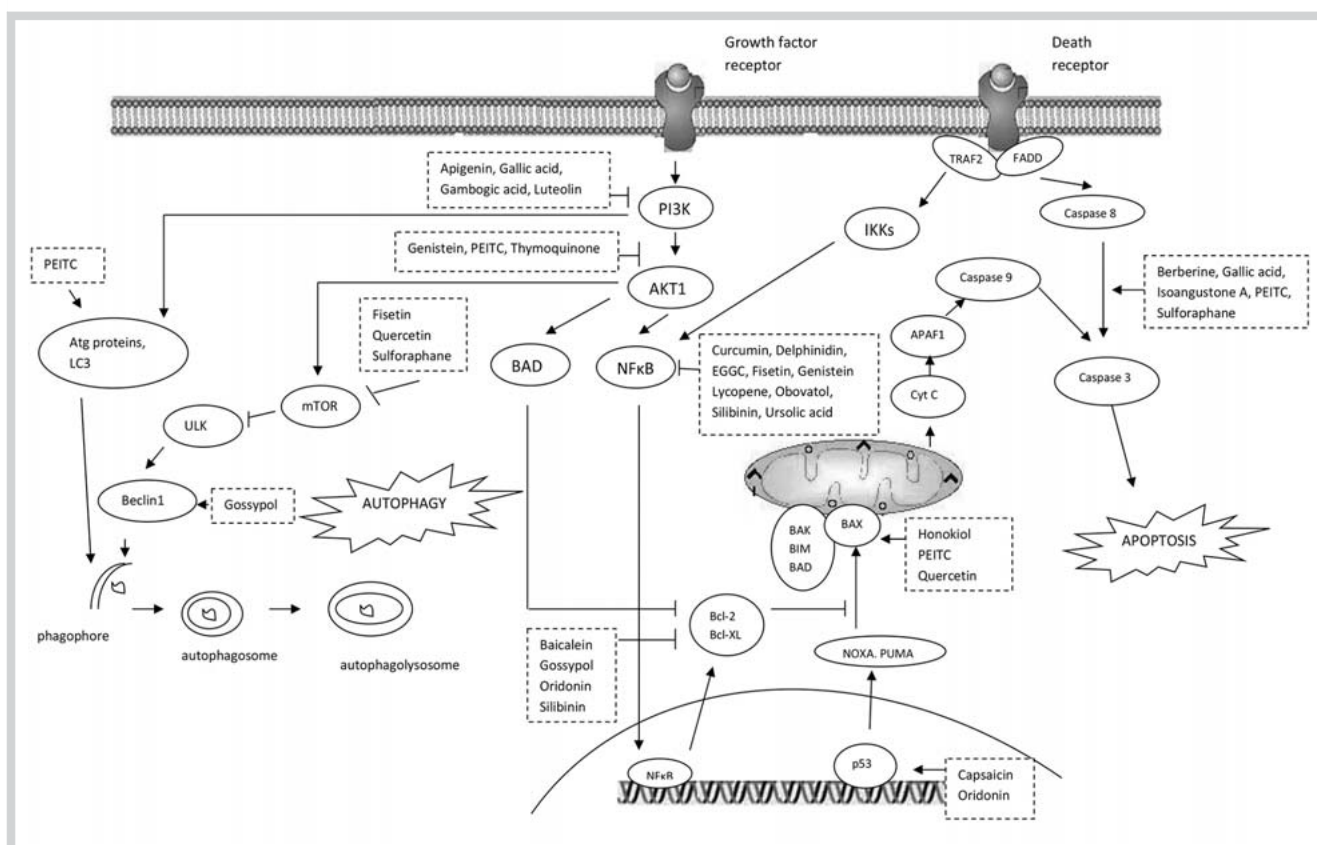 Growth factor
receptor
Death
receptor
TRAF2
FADD
Apigenin, Gallic acid,
Gambogic acid, Luteolin
PI3K
IKKs
Caspase 8
PEITC
Genistein, PEITC, Thymoquinone
AKT1
Caspase 9
Berberine, Gallic acid,
Isoangustone A, PEITC,
Sulforaphane
Atg proteins,
LC3
Fisetin
Quercetin
Sulforaphane
BAD
NFκB
Curcumin, Delphinidin,
EGGC, Fisetin, Genistein
Lycopene, Obovatol,
Silibinin, Ursolic acid
APAF1
Cyt C
Caspase 3
mTOR
ULK
Beclin1
Gossypol
AUTOPHAGY
BAK
BIM
BAD
BAX
Honokiol
PEITC
Quercetin
APOPTOSIS
phagophore
autophagosome
autophagolysosome
Baicalein
Gossypol
Oridonin
Silibinin
Bcl-2
Bcl-XL
NOXA. PUMA
NFκB
p53
Capsaicin
Oridonin